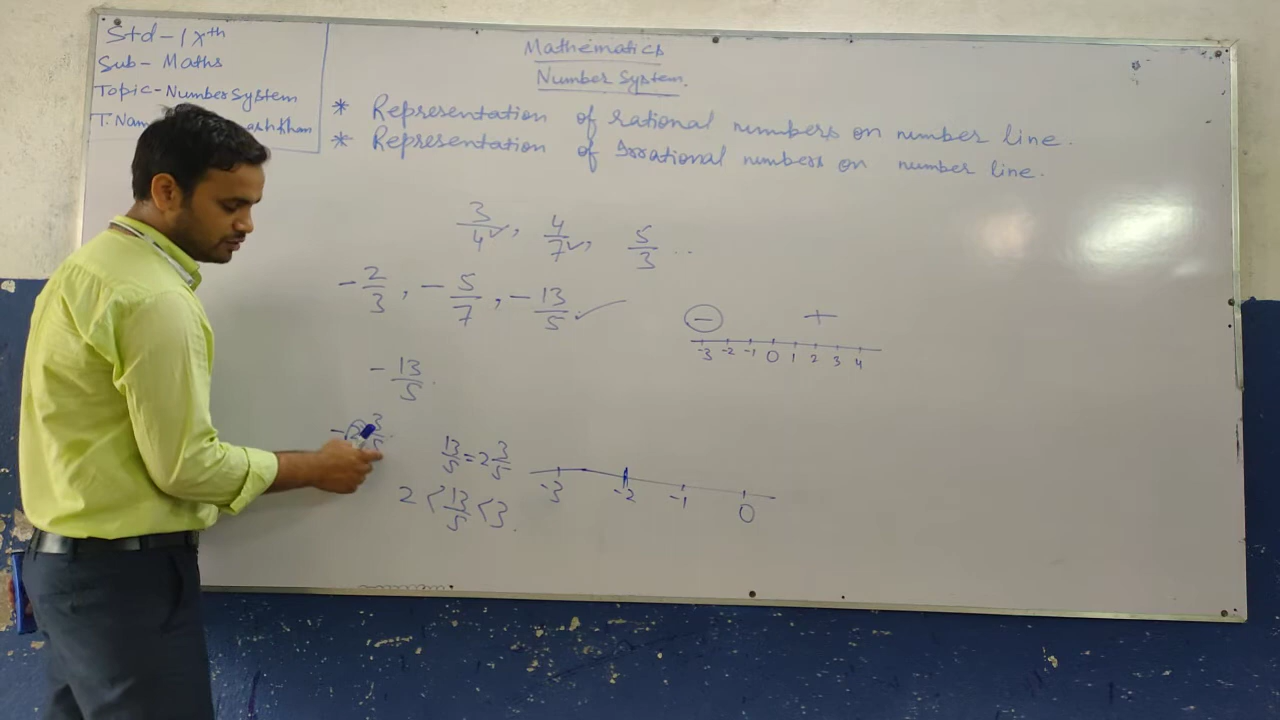 Std-IXth
Sub- Maths
Topic-Number System
Khan
Mathematics
Number System.
* Representation of rational numbers on number line.
* Representation of Irrational numbers on number line.
3/4 ✓, 4/7 ✓, 5/3 ..
-2/3, -5/7, -13/5 ✓
- +
-3 -2 -1 0 1 2 3 4
-13/5.
13/5 = 2 3/5
2 < 13/5 < 3.
-3 -2 -1 0